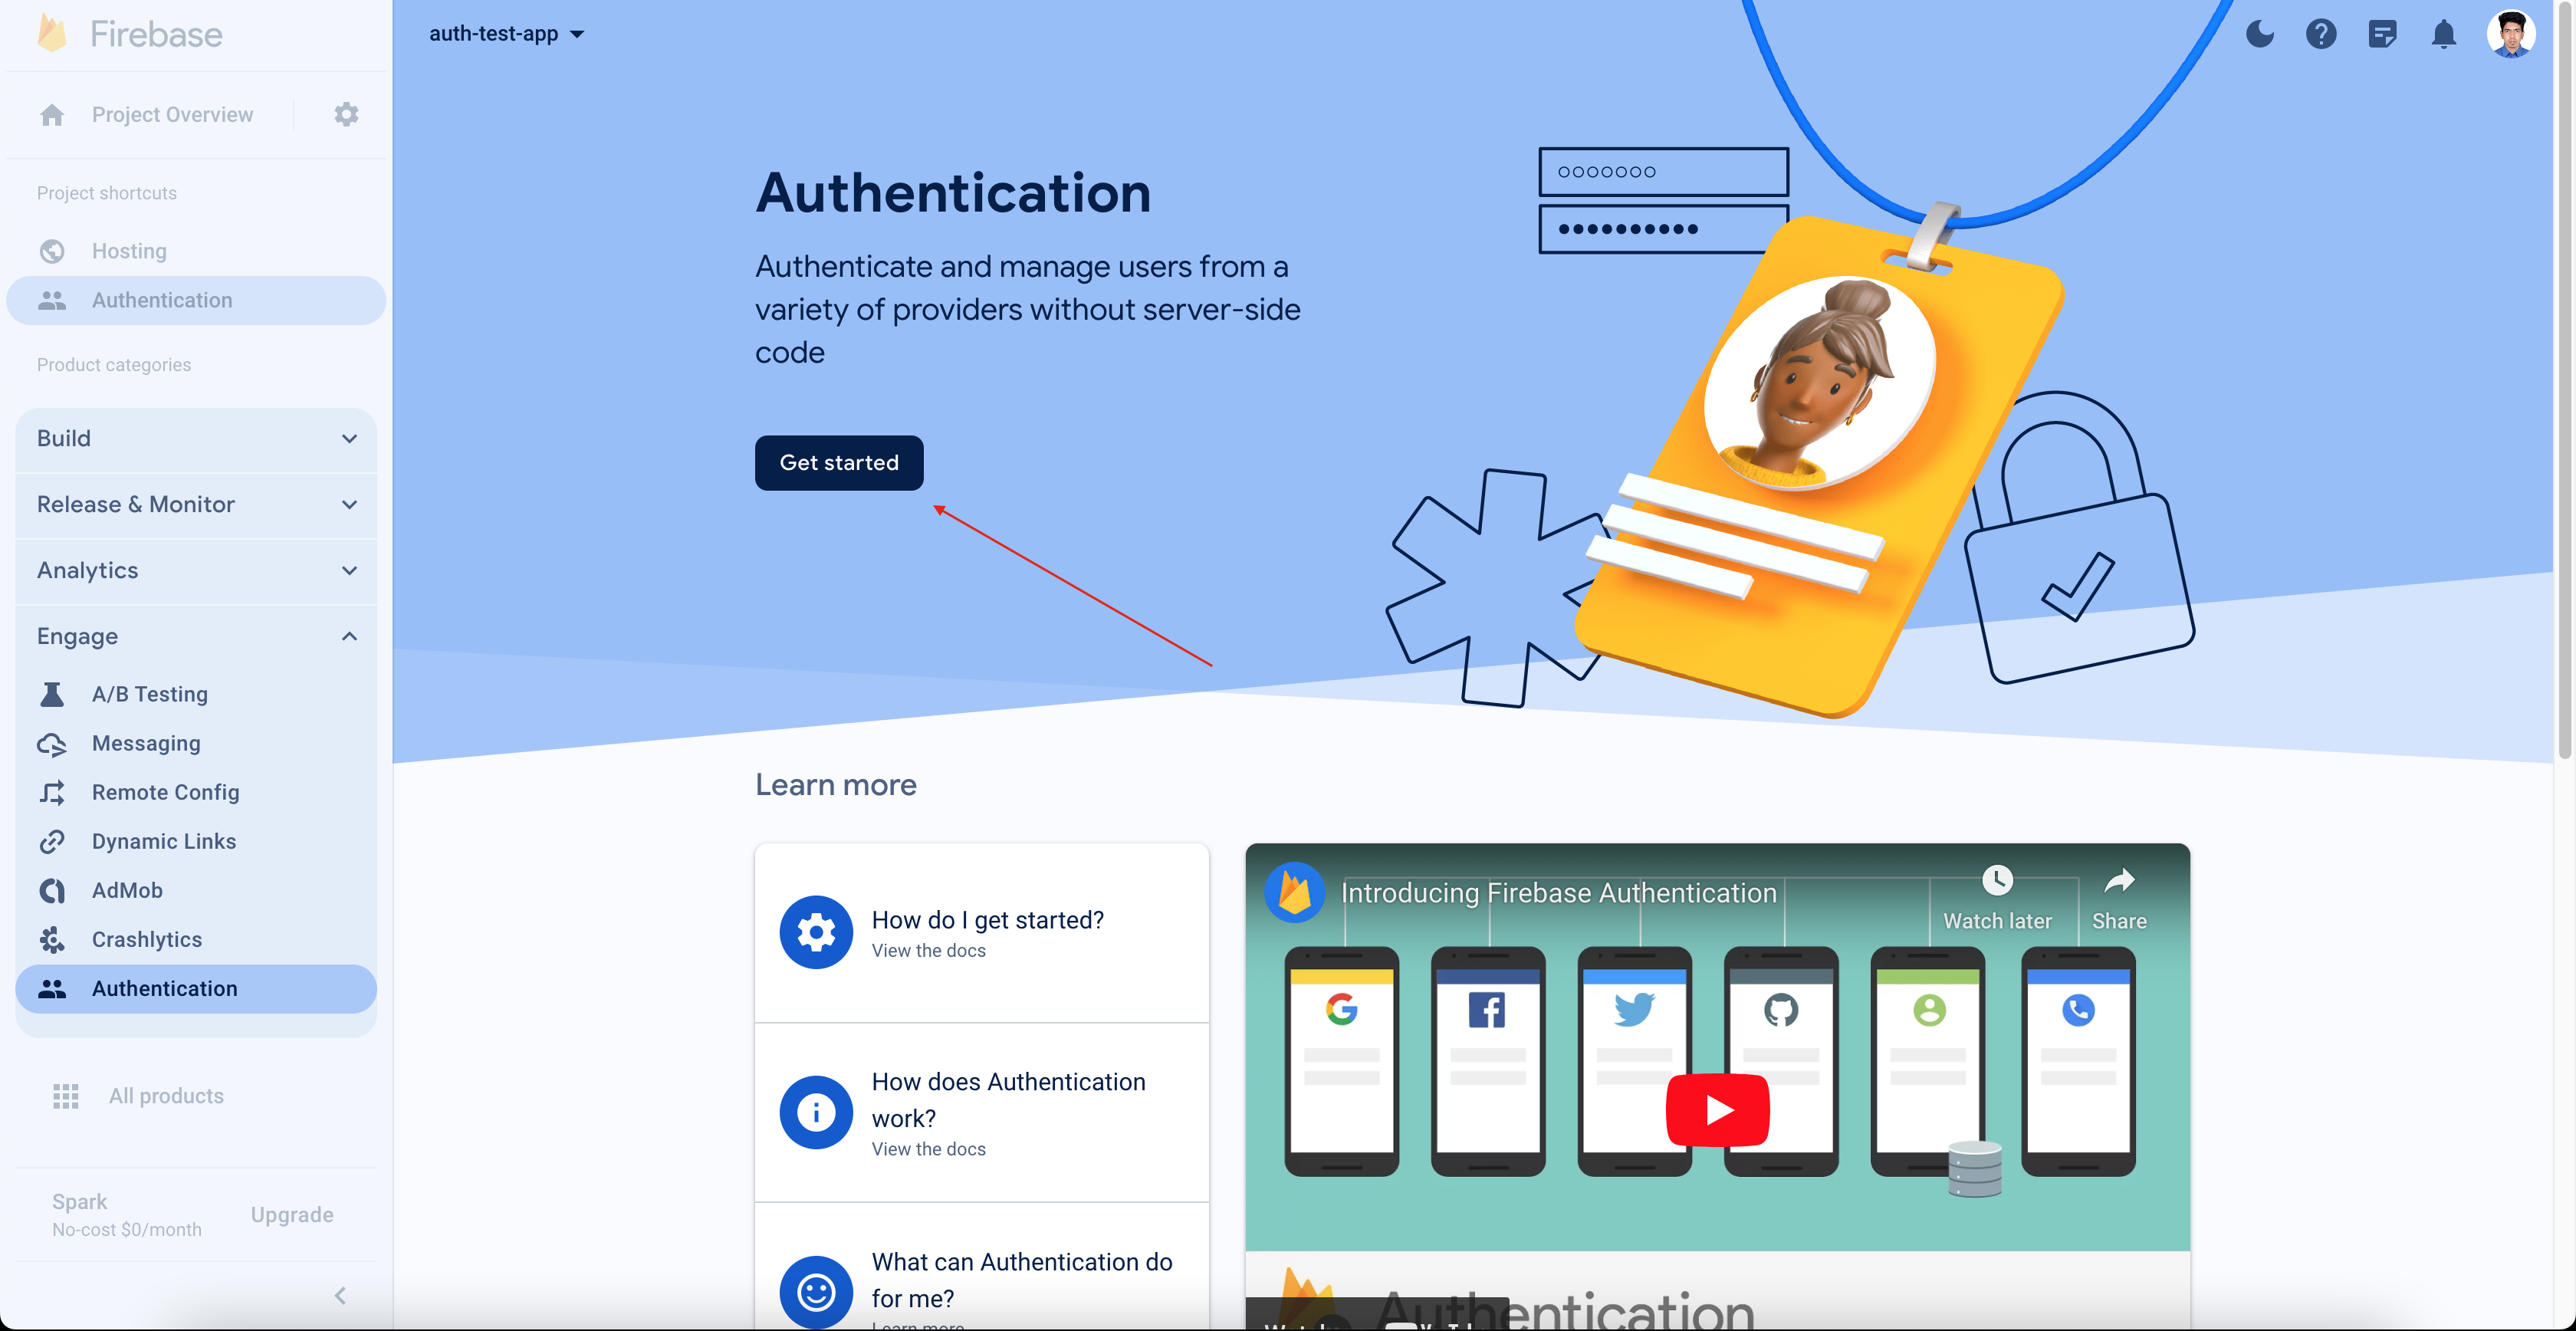 Firebase
Project Overview
Project shortcuts
Hosting
Authentication
Product categories
Build
Release & Monitor
Analytics
Engage
A/B Testing
Messaging
Remote Config
Dynamic Links
AdMob
Crashlytics
Authentication
All products
Spark
No-cost $0/month
Upgrade
auth-test-app
Authentication
Authenticate and manage users from a
variety of providers without server-side
code
Get started
Learn more
How do I get started?
View the docs
How does Authentication
work?
View the docs
What can Authentication do
for me?
Learn more
Introducing Firebase Authentication
Watch later
Share
Authentication